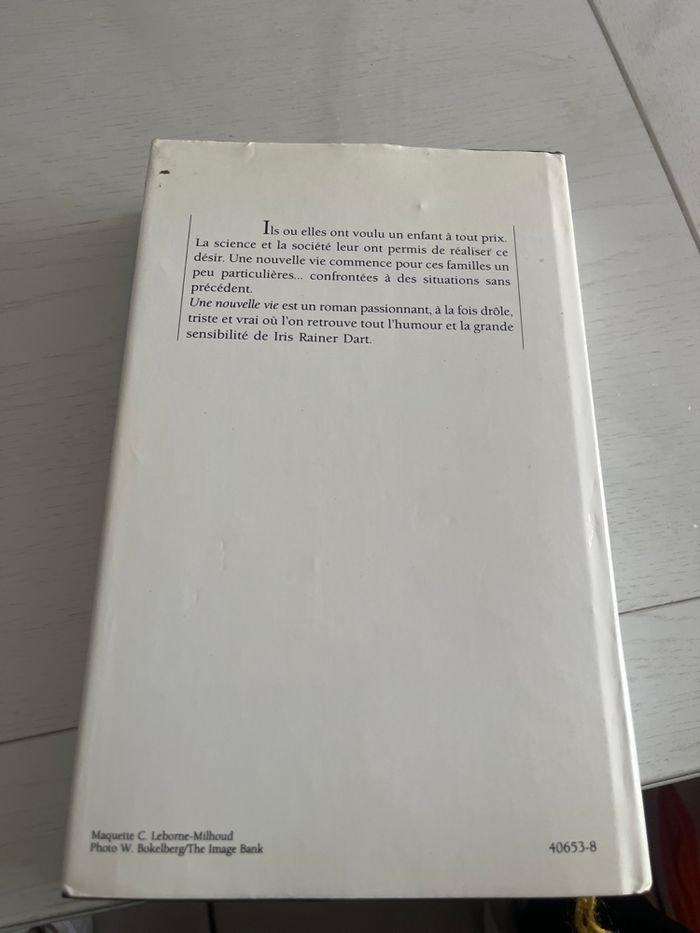 Ils ou elles ont voulu un enfant à tout prix.
La science et la société leur ont permis de réaliser ce
désir. Une nouvelle vie commence pour ces familles un
peu particulières... confrontées à des situations sans
précédent.
Une nouvelle vie est un roman passionnant, à la fois drôle,
triste et vrai où l'on retrouve tout l'humour et la grande
sensibilité de Iris Rainer Dart.
Maquette C. Leborne-Milhoud
Photo W. Bokelberg/The Image Bank
40653-8